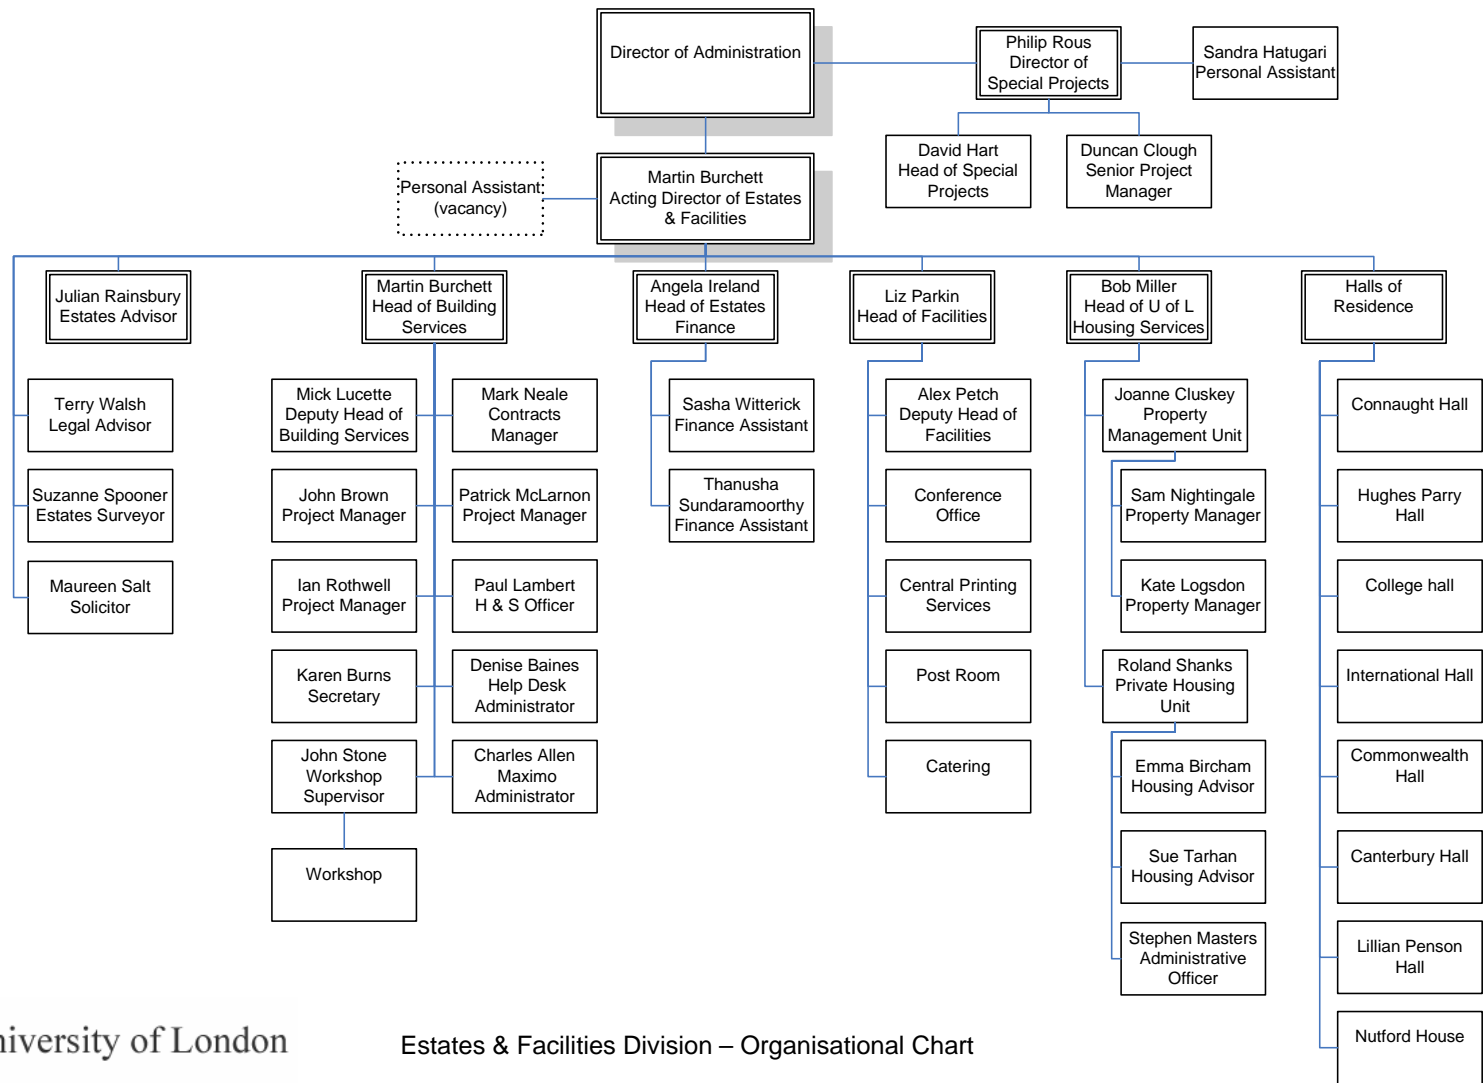 Director of Administration
Philip Rous
Director of
Special Projects
Sandra Hatugari
Personal Assistant
David Hart
Head of Special
Projects
Duncan Clough
Senior Project
Manager
Personal Assistant
(vacancy)
Martin Burchett
Acting Director of Estates
& Facilities
Julian Rainsbury
Estates Advisor
Martin Burchett
Head of Building
Services
Angela Ireland
Head of Estates
Finance
Liz Parkin
Head of Facilities
Bob Miller
Head of U of L
Housing Services
Halls of
Residence
Terry Walsh
Legal Advisor
Suzanne Spooner
Estates Surveyor
Maureen Salt
Solicitor
Mick Lucette
Deputy Head of
Building Services
Mark Neale
Contracts
Manager
John Brown
Project Manager
Patrick McLarnon
Project Manager
Ian Rothwell
Project Manager
Paul Lambert
H & S Officer
Karen Burns
Secretary
Denise Baines
Help Desk
Administrator
John Stone
Workshop
Supervisor
Charles Allen
Maximo
Administrator
Workshop
Sasha Witterick
Finance Assistant
Thanusha
Sundaramoorthy
Finance Assistant
Alex Petch
Deputy Head of
Facilities
Conference
Office
Central Printing
Services
Post Room
Catering
Joanne Cluskey
Property
Management Unit
Sam Nightingale
Property Manager
Kate Logsdon
Property Manager
Roland Shanks
Private Housing
Unit
Emma Bircham
Housing Advisor
Sue Tarhan
Housing Advisor
Stephen Masters
Administrative
Officer
Connaught Hall
Hughes Parry
Hall
College hall
International Hall
Commonwealth
Hall
Canterbury Hall
Lillian Penson
Hall
Nutford House
niversity of London
Estates & Facilities Division – Organisational Chart